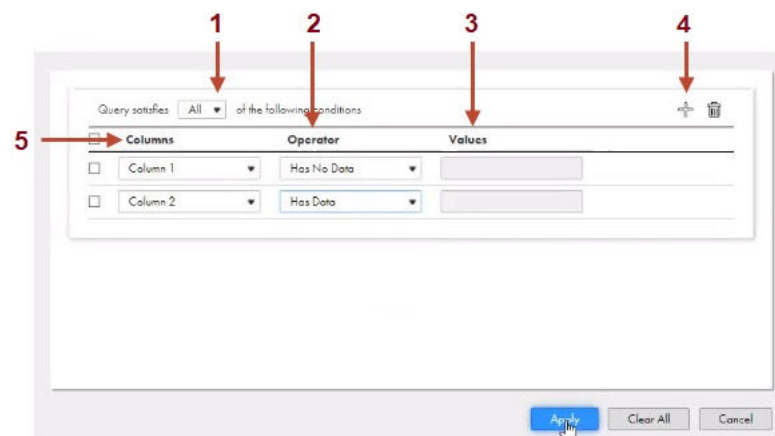 1 2 3 4
Query satisfies All of the following conditions
5 Columns Operator Values
Column 1 Has No Data
Column 2 Has Data
Apply Clear All Cancel